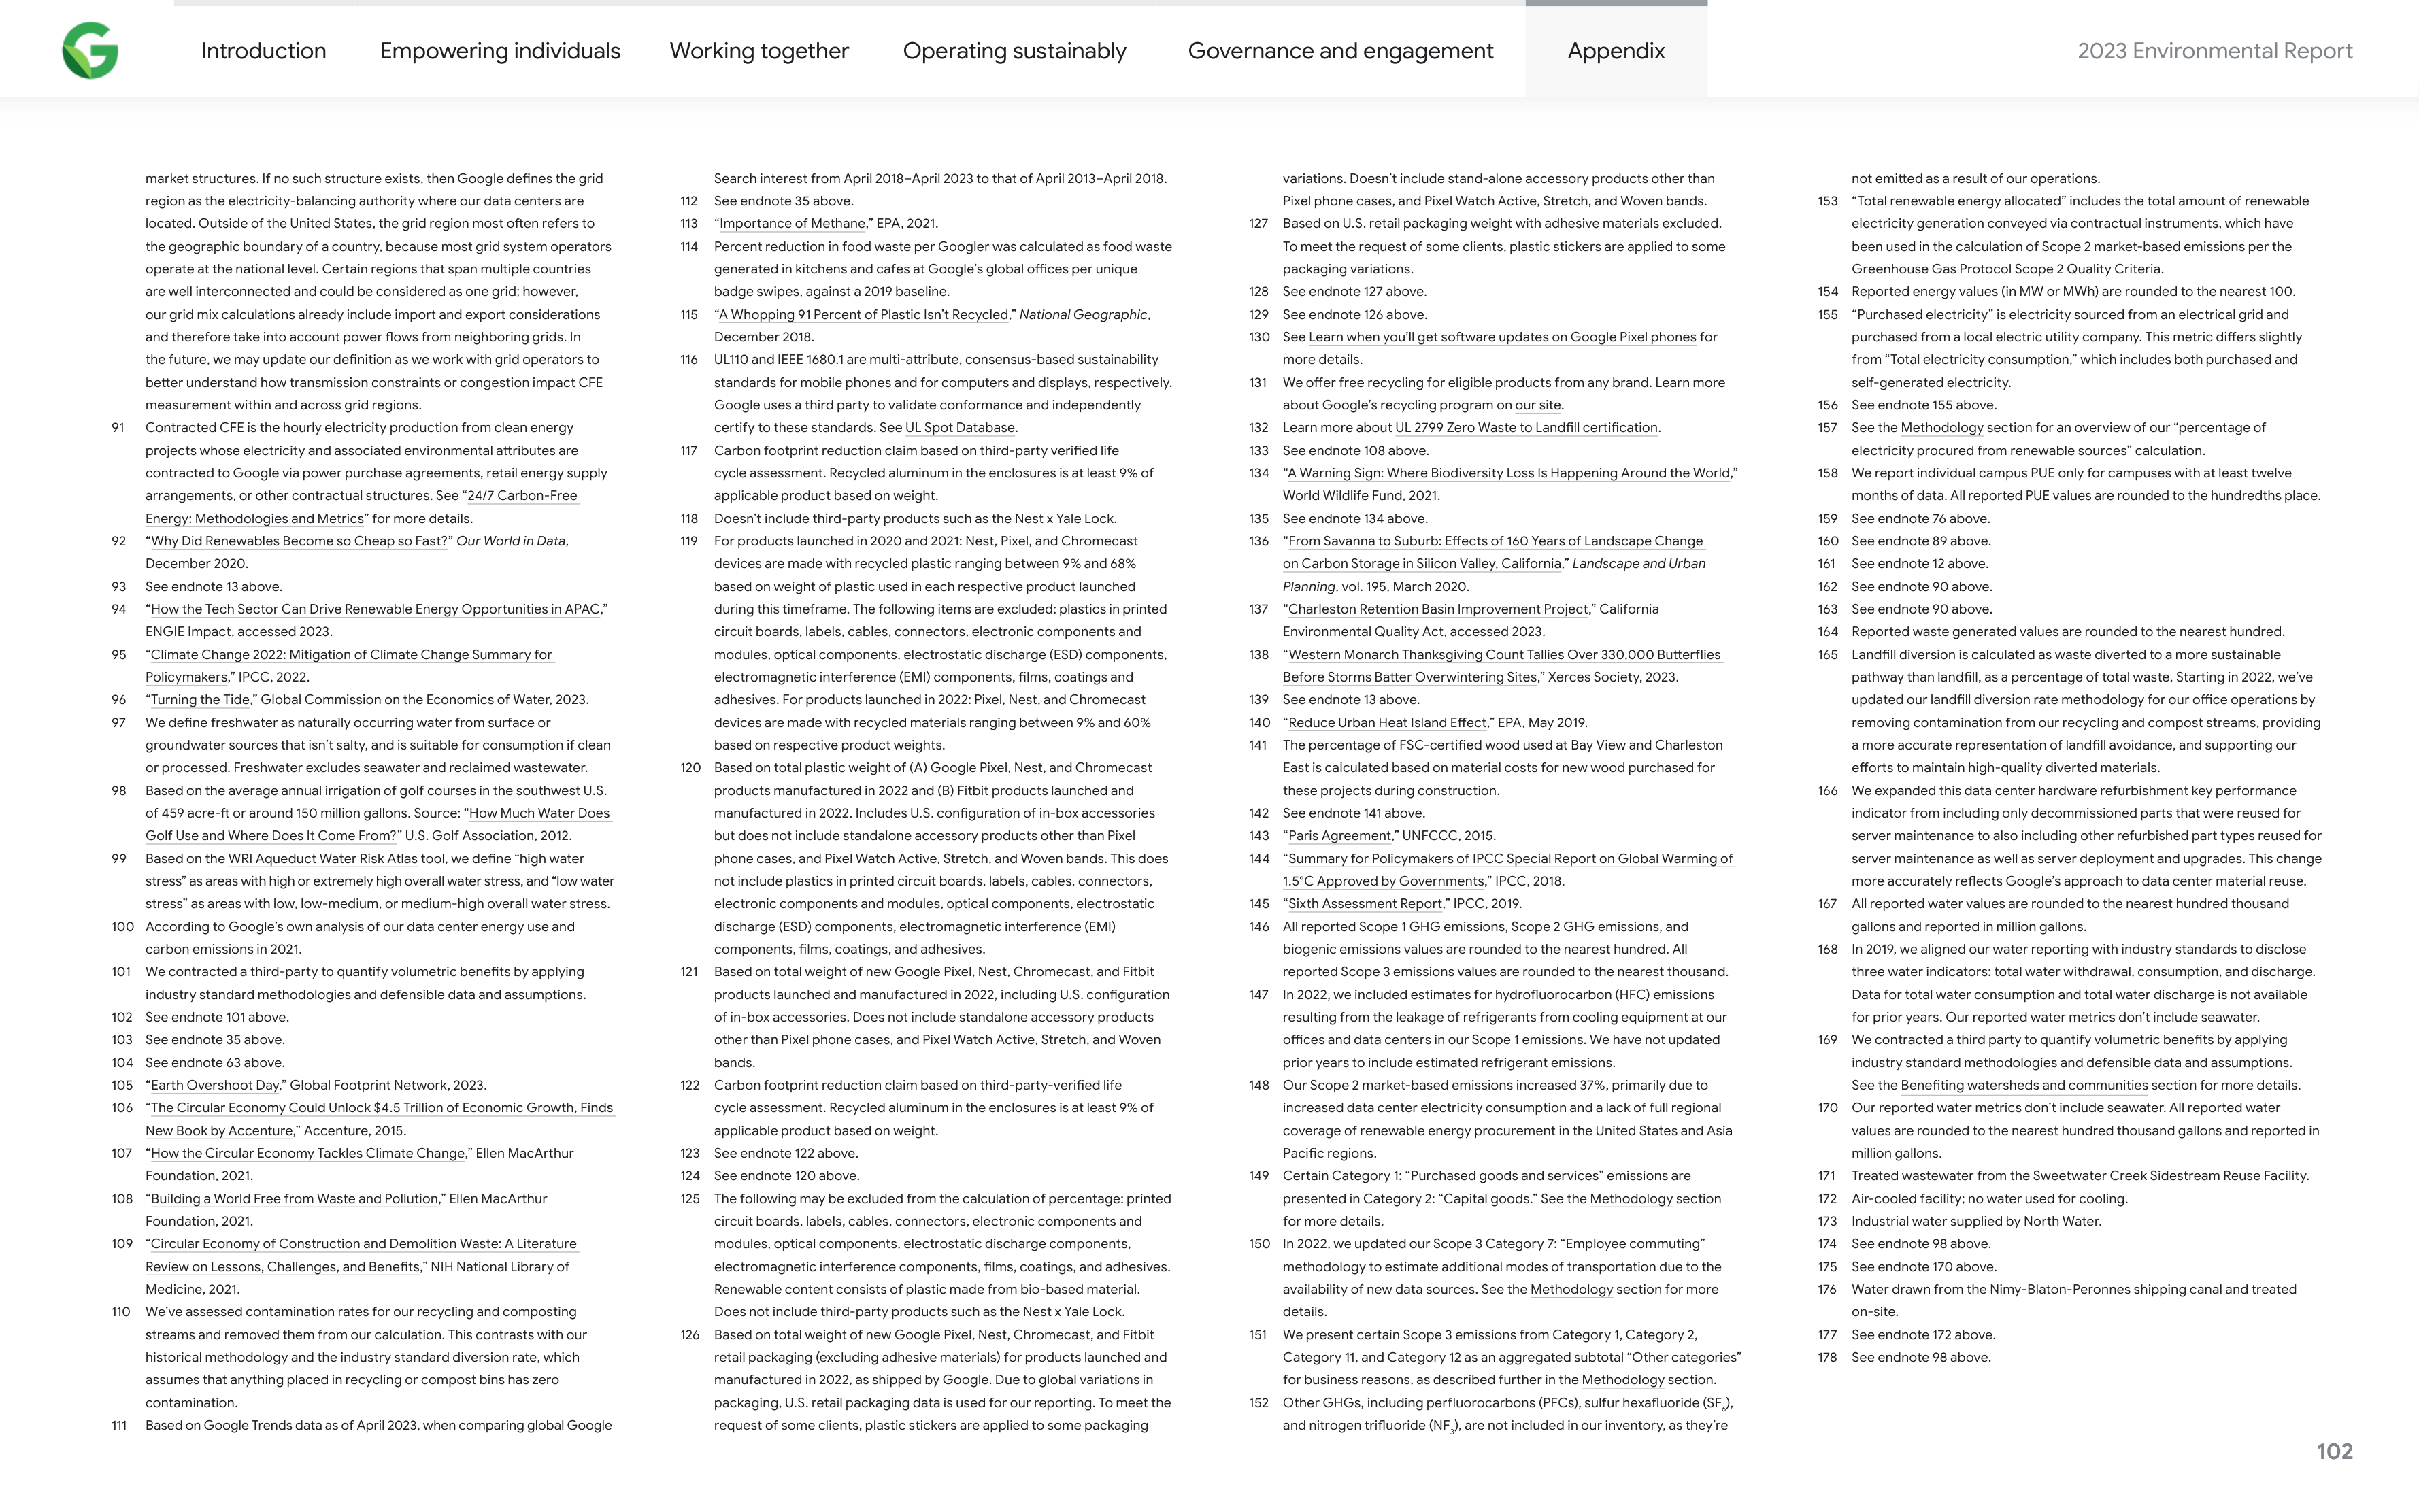 Introduction
Empowering individuals
Working together
Operating sustainably
Governance and engagement
Appendix
2023 Environmental Report
market structures. If no such structure exists, then Google defines the grid
region as the electricity-balancing authority where our data centers are
located. Outside of the United States, the grid region most often refers to
the geographic boundary of a country, because most grid system operators
operate at the national level. Certain regions that span multiple countries
are well interconnected and could be considered as one grid; however,
our grid mix calculations already include import and export considerations
and therefore take into account power flows from neighboring grids. In
the future, we may update our definition as we work with grid operators to
better understand how transmission constraints or congestion impact CFE
measurement within and across grid regions.
91 Contracted CFE is the hourly electricity production from clean energy
projects whose electricity and associated environmental attributes are
contracted to Google via power purchase agreements, retail energy supply
arrangements, or other contractual structures. See “24/7 Carbon-Free
Energy: Methodologies and Metrics” for more details.
92 “Why Did Renewables Become so Cheap so Fast?” Our World in Data,
December 2020.
93 See endnote 13 above.
94 “How the Tech Sector Can Drive Renewable Energy Opportunities in APAC,”
ENGIE Impact, accessed 2023.
95 “Climate Change 2022: Mitigation of Climate Change Summary for
Policymakers,” IPCC, 2022.
96 “Turning the Tide,” Global Commission on the Economics of Water, 2023.
97 We define freshwater as naturally occurring water from surface or
groundwater sources that isn’t salty, and is suitable for consumption if clean
or processed. Freshwater excludes seawater and reclaimed wastewater.
98 Based on the average annual irrigation of golf courses in the southwest U.S.
of 459 acre-ft or around 150 million gallons. Source: “How Much Water Does
Golf Use and Where Does It Come From?” U.S. Golf Association, 2012.
99 Based on the WRI Aqueduct Water Risk Atlas tool, we define “high water
stress” as areas with high or extremely high overall water stress, and “low water
stress” as areas with low, low-medium, or medium-high overall water stress.
100 According to Google’s own analysis of our data center energy use and
carbon emissions in 2021.
101 We contracted a third-party to quantify volumetric benefits by applying
industry standard methodologies and defensible data and assumptions.
102 See endnote 101 above.
103 See endnote 35 above.
104 See endnote 63 above.
105 “Earth Overshoot Day,” Global Footprint Network, 2023.
106 “The Circular Economy Could Unlock $4.5 Trillion of Economic Growth, Finds
New Book by Accenture,” Accenture, 2015.
107 “How the Circular Economy Tackles Climate Change,” Ellen MacArthur
Foundation, 2021.
108 “Building a World Free from Waste and Pollution,” Ellen MacArthur
Foundation, 2021.
109 “Circular Economy of Construction and Demolition Waste: A Literature
Review on Lessons, Challenges, and Benefits,” NIH National Library of
Medicine, 2021.
110 We’ve assessed contamination rates for our recycling and composting
streams and removed them from our calculation. This contrasts with our
historical methodology and the industry standard diversion rate, which
assumes that anything placed in recycling or compost bins has zero
contamination.
111 Based on Google Trends data as of April 2023, when comparing global Google
Search interest from April 2018–April 2023 to that of April 2013–April 2018.
112 See endnote 35 above.
113 “Importance of Methane,” EPA, 2021.
114 Percent reduction in food waste per Googler was calculated as food waste
generated in kitchens and cafes at Google’s global offices per unique
badge swipes, against a 2019 baseline.
115 “A Whopping 91 Percent of Plastic Isn’t Recycled,” National Geographic,
December 2018.
116 UL110 and IEEE 1680.1 are multi-attribute, consensus-based sustainability
standards for mobile phones and for computers and displays, respectively.
Google uses a third party to validate conformance and independently
certify to these standards. See UL Spot Database.
117 Carbon footprint reduction claim based on third-party verified life
cycle assessment. Recycled aluminum in the enclosures is at least 9% of
applicable product based on weight.
118 Doesn’t include third-party products such as the Nest x Yale Lock.
119 For products launched in 2020 and 2021: Nest, Pixel, and Chromecast
devices are made with recycled plastic ranging between 9% and 68%
based on weight of plastic used in each respective product launched
during this timeframe. The following items are excluded: plastics in printed
circuit boards, labels, cables, connectors, electronic components and
modules, optical components, electrostatic discharge (ESD) components,
electromagnetic interference (EMI) components, films, coatings and
adhesives. For products launched in 2022: Pixel, Nest, and Chromecast
devices are made with recycled materials ranging between 9% and 60%
based on respective product weights.
120 Based on total plastic weight of (A) Google Pixel, Nest, and Chromecast
products manufactured in 2022 and (B) Fitbit products launched and
manufactured in 2022. Includes U.S. configuration of in-box accessories
but does not include standalone accessory products other than Pixel
phone cases, and Pixel Watch Active, Stretch, and Woven bands. This does
not include plastics in printed circuit boards, labels, cables, connectors,
electronic components and modules, optical components, electrostatic
discharge (ESD) components, electromagnetic interference (EMI)
components, films, coatings, and adhesives.
121 Based on total weight of new Google Pixel, Nest, Chromecast, and Fitbit
products launched and manufactured in 2022, including U.S. configuration
of in-box accessories. Does not include standalone accessory products
other than Pixel phone cases, and Pixel Watch Active, Stretch, and Woven
bands.
122 Carbon footprint reduction claim based on third-party-verified life
cycle assessment. Recycled aluminum in the enclosures is at least 9% of
applicable product based on weight.
123 See endnote 122 above.
124 See endnote 120 above.
125 The following may be excluded from the calculation of percentage: printed
circuit boards, labels, cables, connectors, electronic components and
modules, optical components, electrostatic discharge components,
electromagnetic interference components, films, coatings, and adhesives.
Renewable content consists of plastic made from bio-based material.
Does not include third-party products such as the Nest x Yale Lock.
126 Based on total weight of new Google Pixel, Nest, Chromecast, and Fitbit
retail packaging (excluding adhesive materials) for products launched and
manufactured in 2022, as shipped by Google. Due to global variations in
packaging, U.S. retail packaging data is used for our reporting. To meet the
request of some clients, plastic stickers are applied to some packaging
variations. Doesn’t include stand-alone accessory products other than
Pixel phone cases, and Pixel Watch Active, Stretch, and Woven bands.
127 Based on U.S. retail packaging weight with adhesive materials excluded.
To meet the request of some clients, plastic stickers are applied to some
packaging variations.
128 See endnote 127 above.
129 See endnote 126 above.
130 See Learn when you’ll get software updates on Google Pixel phones for
more details.
131 We offer free recycling for eligible products from any brand. Learn more
about Google’s recycling program on our site.
132 Learn more about UL 2799 Zero Waste to Landfill certification.
133 See endnote 108 above.
134 “A Warning Sign: Where Biodiversity Loss Is Happening Around the World,”
World Wildlife Fund, 2021.
135 See endnote 134 above.
136 “From Savanna to Suburb: Effects of 160 Years of Landscape Change
on Carbon Storage in Silicon Valley, California,” Landscape and Urban
Planning, vol. 195, March 2020.
137 “Charleston Retention Basin Improvement Project,” California
Environmental Quality Act, accessed 2023.
138 “Western Monarch Thanksgiving Count Tallies Over 330,000 Butterflies
Before Storms Batter Overwintering Sites,” Xerces Society, 2023.
139 See endnote 13 above.
140 “Reduce Urban Heat Island Effect,” EPA, May 2019.
141 The percentage of FSC-certified wood used at Bay View and Charleston
East is calculated based on material costs for new wood purchased for
these projects during construction.
142 See endnote 141 above.
143 “Paris Agreement,” UNFCCC, 2015.
144 “Summary for Policymakers of IPCC Special Report on Global Warming of
1.5°C Approved by Governments,” IPCC, 2018.
145 “Sixth Assessment Report,” IPCC, 2019.
146 All reported Scope 1 GHG emissions, Scope 2 GHG emissions, and
biogenic emissions values are rounded to the nearest hundred. All
reported Scope 3 emissions values are rounded to the nearest thousand.
147 In 2022, we included estimates for hydrofluorocarbon (HFC) emissions
resulting from the leakage of refrigerants from cooling equipment at our
offices and data centers in our Scope 1 emissions. We have not updated
prior years to include estimated refrigerant emissions.
148 Our Scope 2 market-based emissions increased 37%, primarily due to
increased data center electricity consumption and a lack of full regional
coverage of renewable energy procurement in the United States and Asia
Pacific regions.
149 Certain Category 1: “Purchased goods and services” emissions are
presented in Category 2: “Capital goods.” See the Methodology section
for more details.
150 In 2022, we updated our Scope 3 Category 7: “Employee commuting”
methodology to estimate additional modes of transportation due to the
availability of new data sources. See the Methodology section for more
details.
151 We present certain Scope 3 emissions from Category 1, Category 2,
Category 11, and Category 12 as an aggregated subtotal “Other categories”
for business reasons, as described further in the Methodology section.
152 Other GHGs, including perfluorocarbons (PFCs), sulfur hexafluoride (SF₆),
and nitrogen trifluoride (NF₃), are not included in our inventory, as they’re
not emitted as a result of our operations.
153 “Total renewable energy allocated” includes the total amount of renewable
electricity generation conveyed via contractual instruments, which have
been used in the calculation of Scope 2 market-based emissions per the
Greenhouse Gas Protocol Scope 2 Quality Criteria.
154 Reported energy values (in MW or MWh) are rounded to the nearest 100.
155 “Purchased electricity” is electricity sourced from an electrical grid and
purchased from a local electric utility company. This metric differs slightly
from “Total electricity consumption,” which includes both purchased and
self-generated electricity.
156 See endnote 155 above.
157 See the Methodology section for an overview of our “percentage of
electricity procured from renewable sources” calculation.
158 We report individual campus PUE only for campuses with at least twelve
months of data. All reported PUE values are rounded to the hundredths place.
159 See endnote 76 above.
160 See endnote 89 above.
161 See endnote 12 above.
162 See endnote 90 above.
163 See endnote 90 above.
164 Reported waste generated values are rounded to the nearest hundred.
165 Landfill diversion is calculated as waste diverted to a more sustainable
pathway than landfill, as a percentage of total waste. Starting in 2022, we’ve
updated our landfill diversion rate methodology for our office operations by
removing contamination from our recycling and compost streams, providing
a more accurate representation of landfill avoidance, and supporting our
efforts to maintain high-quality diverted materials.
166 We expanded this data center hardware refurbishment key performance
indicator from including only decommissioned parts that were reused for
server maintenance to also including other refurbished part types reused for
server maintenance as well as server deployment and upgrades. This change
more accurately reflects Google’s approach to data center material reuse.
167 All reported water values are rounded to the nearest hundred thousand
gallons and reported in million gallons.
168 In 2019, we aligned our water reporting with industry standards to disclose
three water indicators: total water withdrawal, consumption, and discharge.
Data for total water consumption and total water discharge is not available
for prior years. Our reported water metrics don’t include seawater.
169 We contracted a third party to quantify volumetric benefits by applying
industry standard methodologies and defensible data and assumptions.
See the Benefiting watersheds and communities section for more details.
170 Our reported water metrics don’t include seawater. All reported water
values are rounded to the nearest hundred thousand gallons and reported in
million gallons.
171 Treated wastewater from the Sweetwater Creek Sidestream Reuse Facility.
172 Air-cooled facility; no water used for cooling.
173 Industrial water supplied by North Water.
174 See endnote 98 above.
175 See endnote 170 above.
176 Water drawn from the Nimy-Blaton-Peronnes shipping canal and treated
on-site.
177 See endnote 172 above.
178 See endnote 98 above.
102